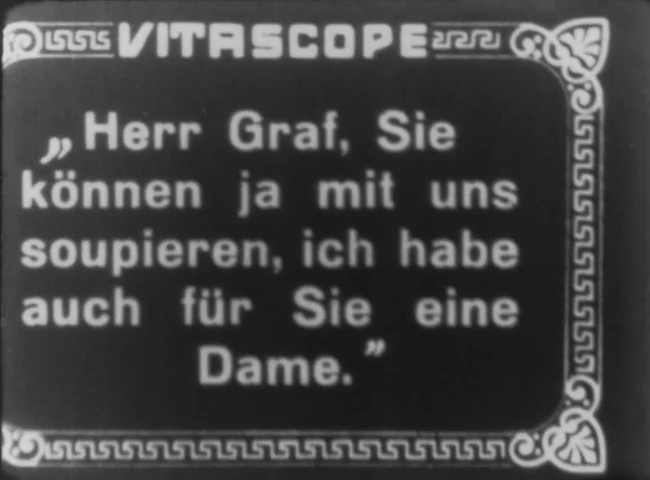 VITASCOPE
„Herr Graf, Sie
können ja mit uns
soupieren, ich habe
auch für Sie eine
Dame.”